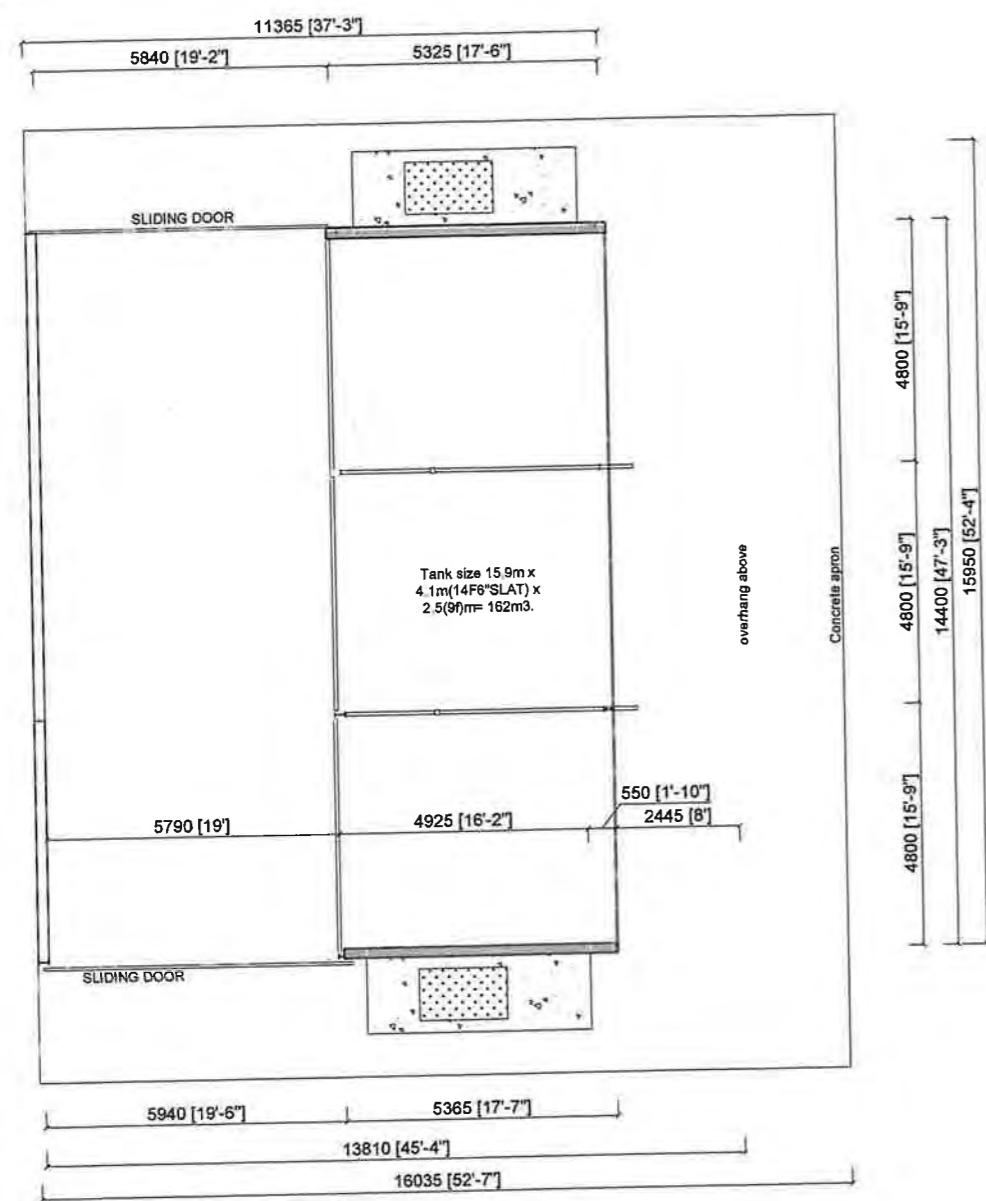 11365 [37'-3"]
5840 [19'-2"]
5325 [17'-6"]
SLIDING DOOR
4800 [15'-9"]
4800 [15'-9"]
4800 [15'-9"]
14400 [47'-3"]
15950 [52'-4"]
Tank size 15.9m x
4.1m(14F6"SLAT) x
2.5(9f)m= 162m3.
overhang above
Concrete apron
550 [1'-10"]
5790 [19']
4925 [16'-2"]
2445 [8']
SLIDING DOOR
5940 [19'-6"]
5365 [17'-7"]
13810 [45'-4"]
16035 [52'-7"]